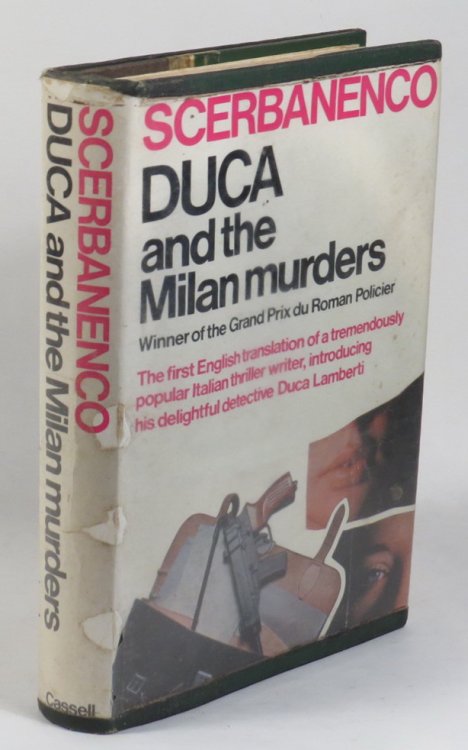 SCERBANENCO
DUCA and the Milan murders
Cassell
SCERBANENCO
DUCA
and the
Milan murders
Winner of the Grand Prix du Roman Policier
The first English translation of a tremendously
popular Italian thriller writer, introducing
his delightful detective Duca Lamberti